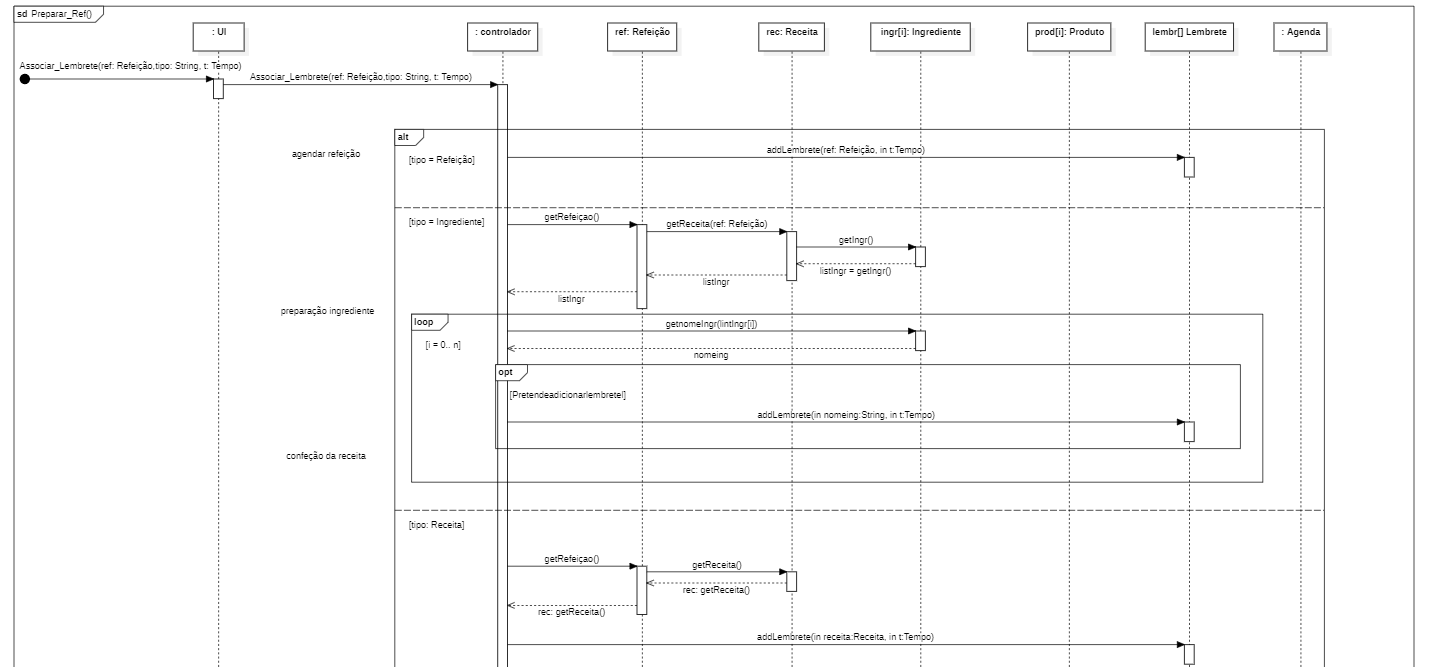 sd Preparar_Ref()
: UI
: controlador
ref: Refeição
rec: Receita
ingr[i]: Ingrediente
prod[i]: Produto
lembr[] Lembrete
: Agenda
Associar_Lembrete(ref: Refeição,tipo: String, t: Tempo)
Associar_Lembrete(ref: Refeição,tipo: String, t: Tempo)
alt
agendar refeição
[tipo = Refeição]
addLembrete(ref: Refeição, in t:Tempo)
[tipo = Ingrediente]
getRefeiçao()
getReceita(ref: Refeição)
getIngr()
listIngr = getIngr()
listIngr
listIngr
preparação ingrediente
loop
getnomeIngr(lintIngr[i])
[i = 0.. n]
nomeing
opt
[Pretendeadicionarlembrete!]
addLembrete(in nomeing:String, in t:Tempo)
confeção da receita
[tipo: Receita]
getRefeiçao()
getReceita()
rec: getReceita()
rec: getReceita()
addLembrete(in receita:Receita, in t:Tempo)